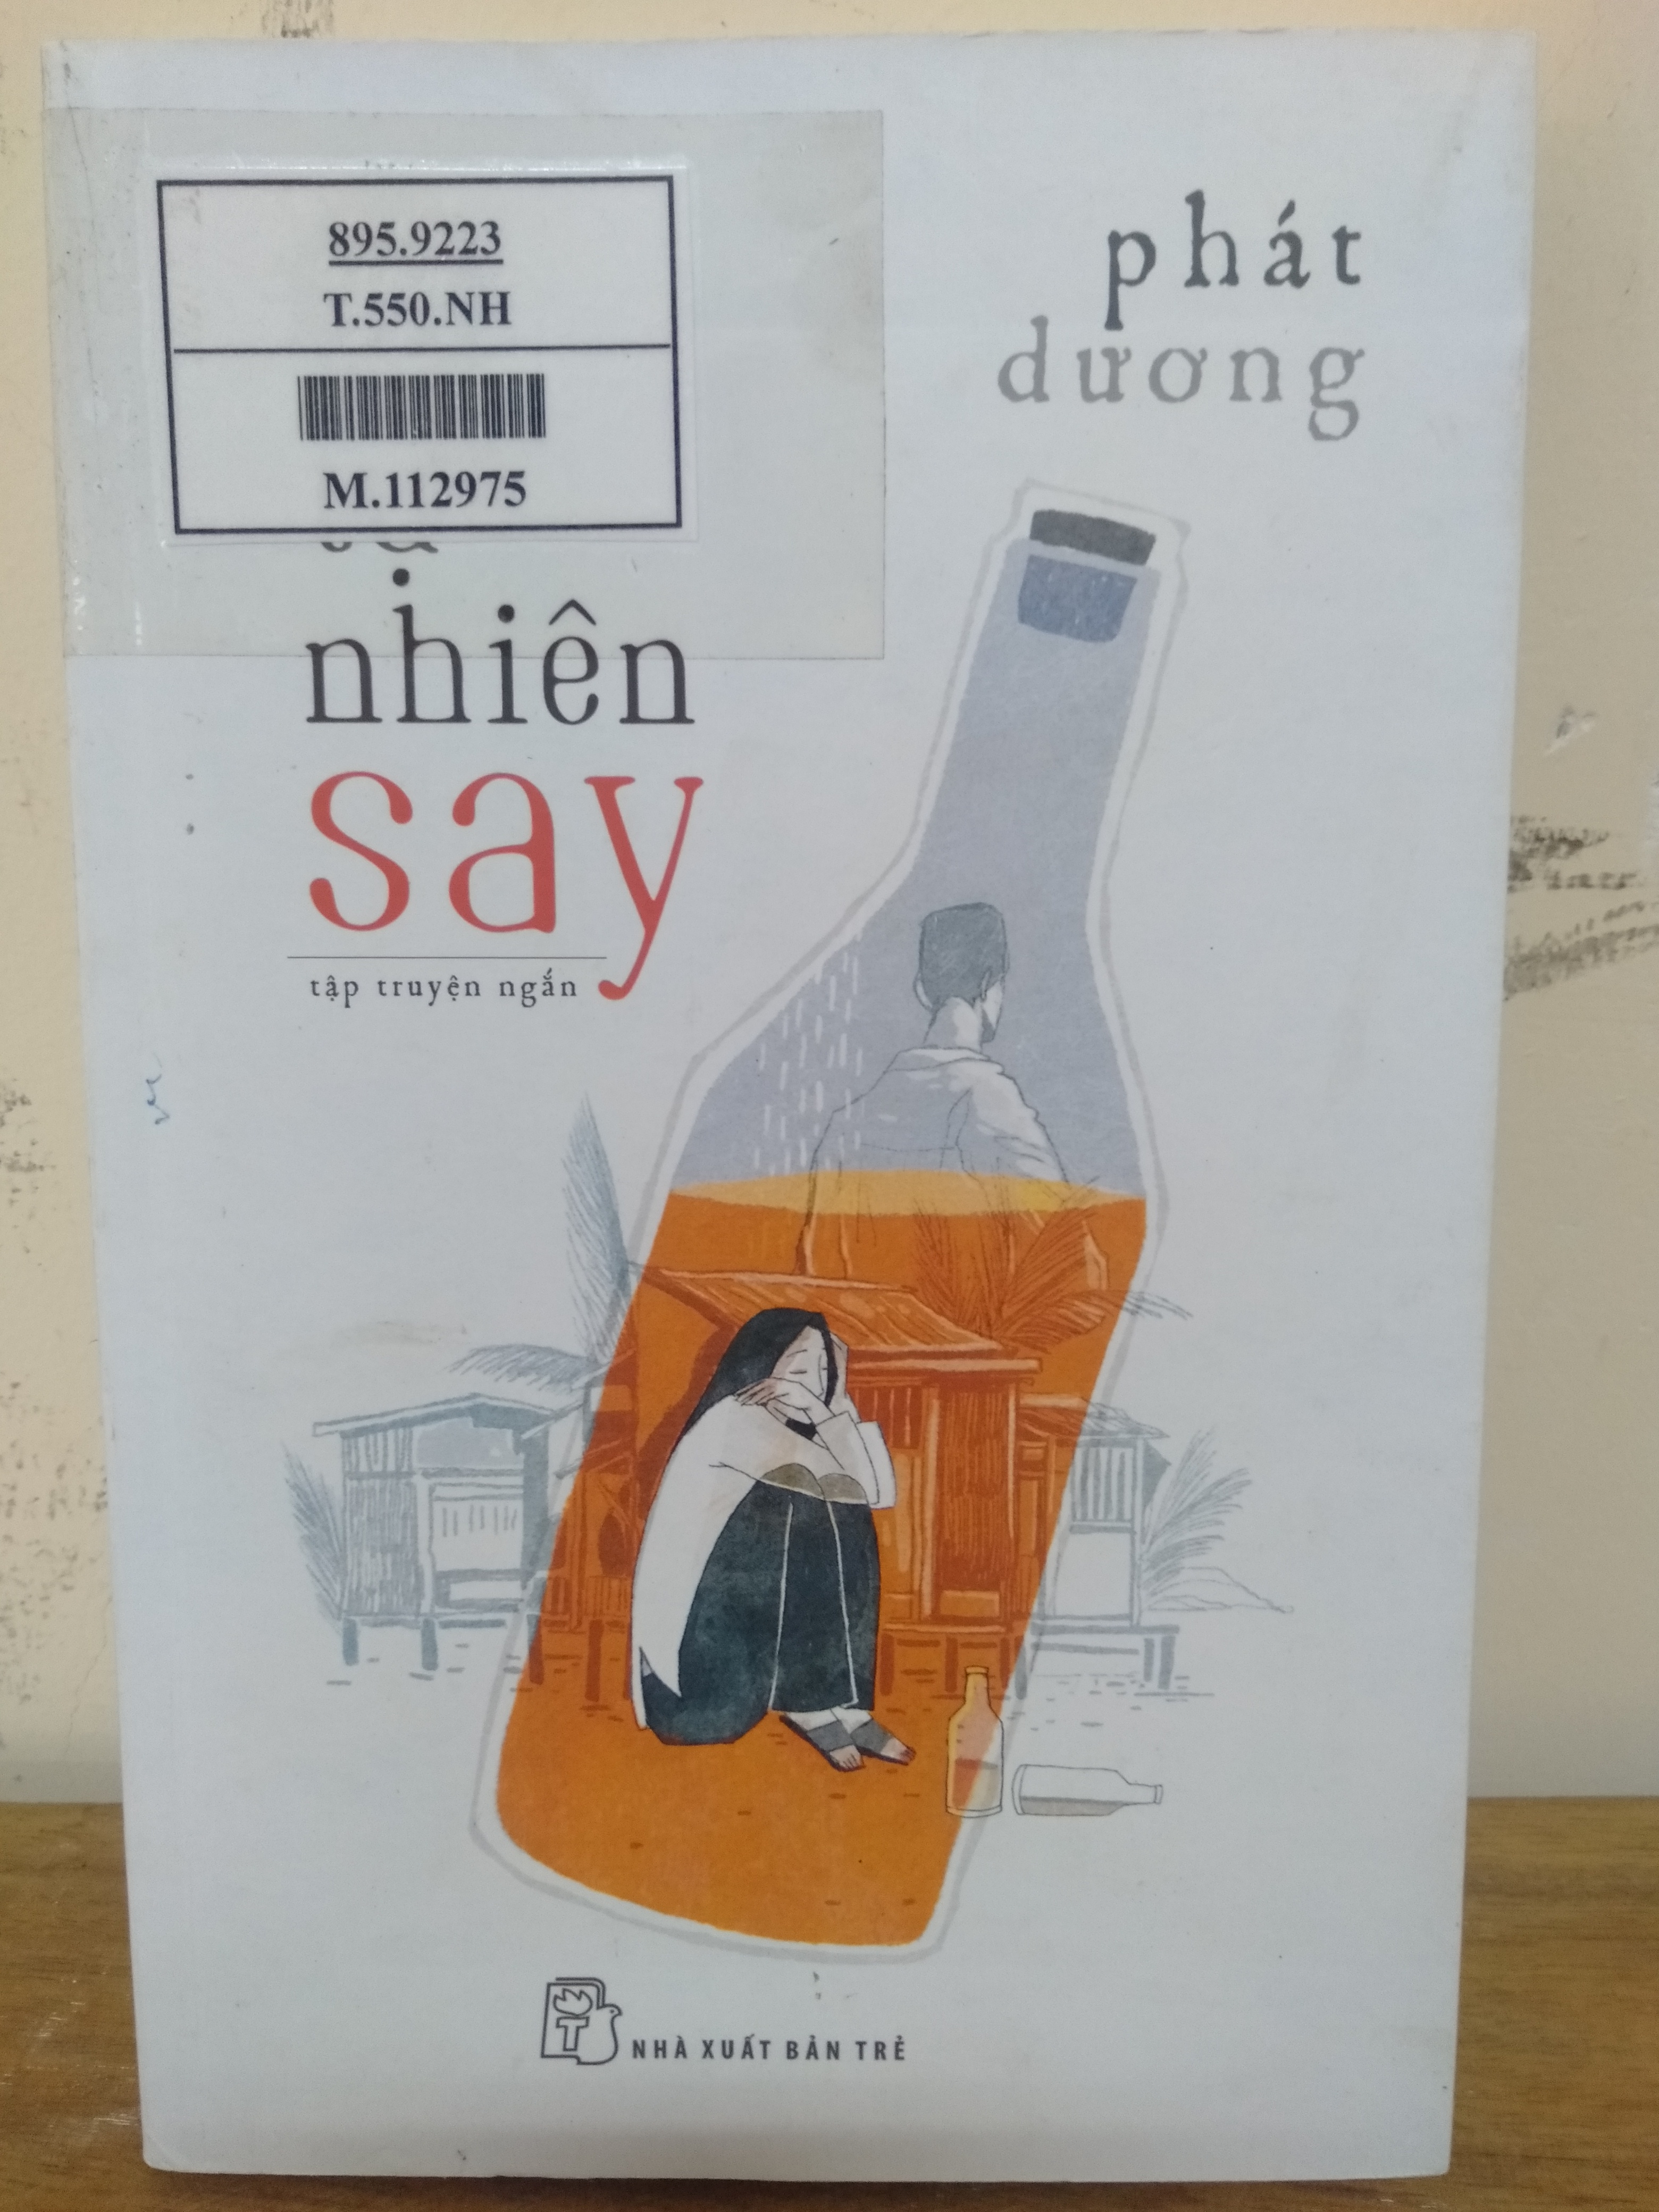 895.9223
T.550.NH
M.112975
phát
dương
nhiên
say
tập truyện ngắn
NHÀ XUẤT BẢN TRẺ